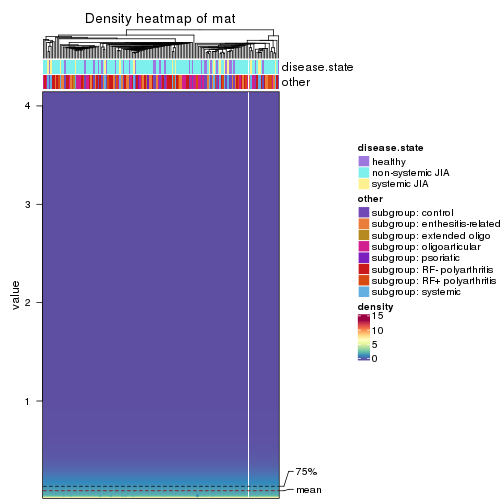 Density heatmap of mat
disease.state
other
4
3
2
1
value
75%
mean
disease.state
healthy
non-systemic JIA
systemic JIA
other
subgroup: control
subgroup: enthesitis-related
subgroup: extended oligo
subgroup: oligoarticular
subgroup: psoriatic
subgroup: RF- polyarthritis
subgroup: RF+ polyarthritis
subgroup: systemic
density
15
10
5
0